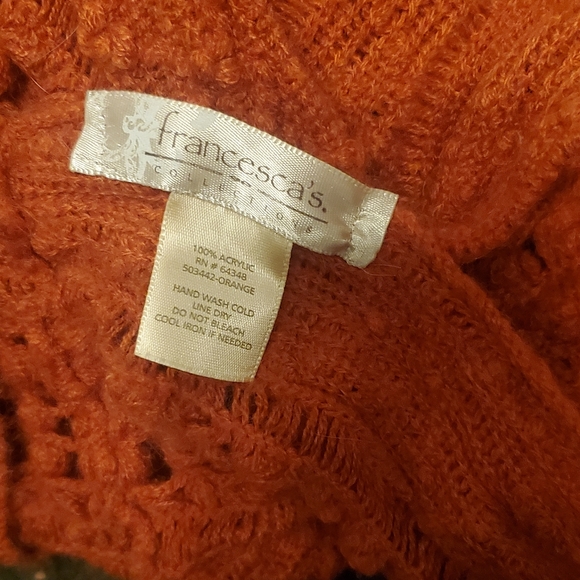 francesca's.
COLLECTIONS
100% ACRYLIC
RN # 64348
S03442-ORANGE
HAND WASH COLD
LINE DRY
DO NOT BLEACH
COOL IRON IF NEEDED